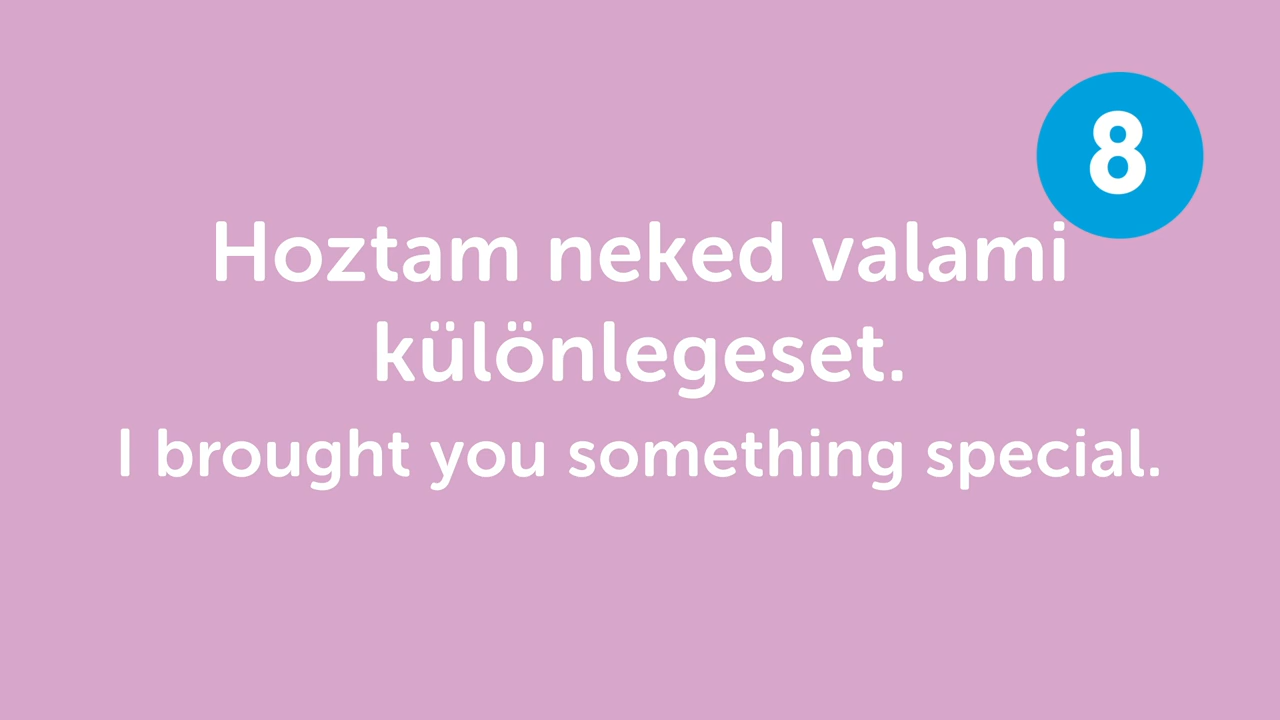 8
Hoztam neked valami
különlegeset.
I brought you something special.